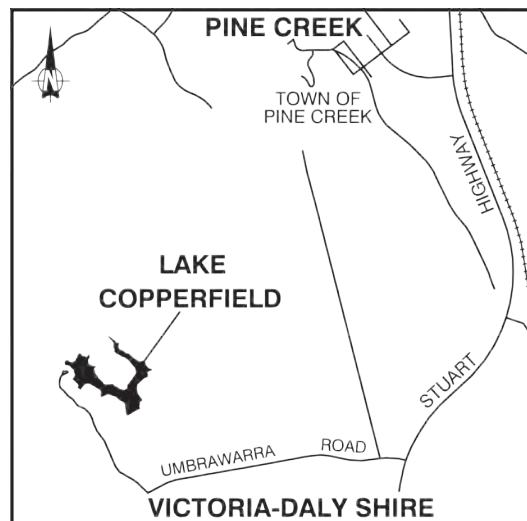 PINE CREEK
N
TOWN OF
PINE CREEK
HIGHWAY
LAKE
COPPERFIELD
STUART
UMBRAWARRA ROAD
VICTORIA-DALY SHIRE